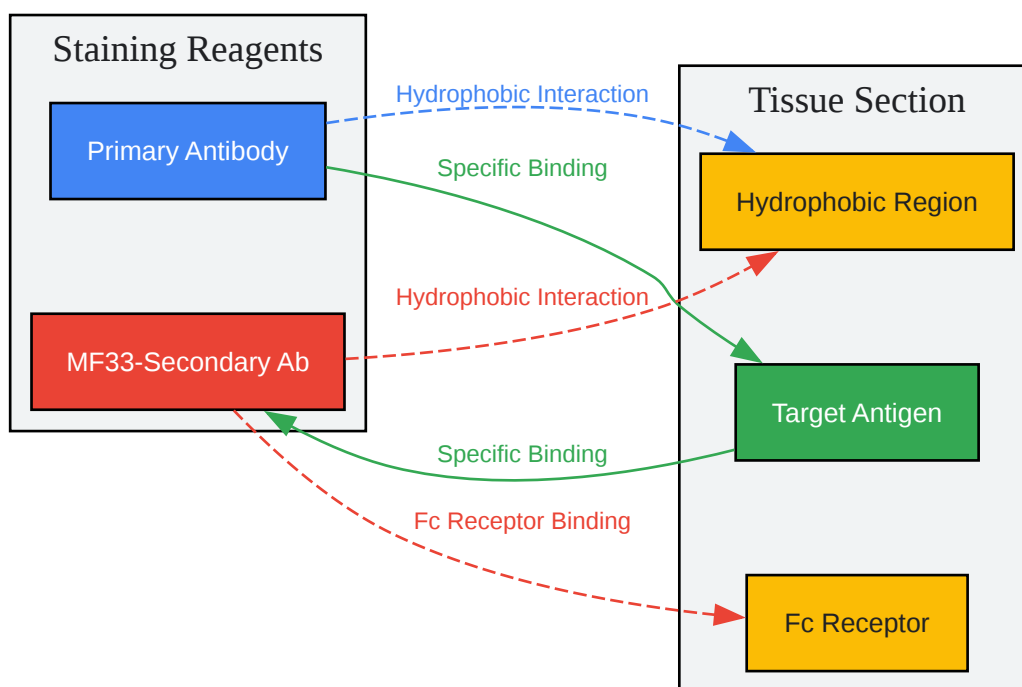 Staining Reagents
Primary Antibody
MF33-Secondary Ab
Hydrophobic Interaction
Specific Binding
Hydrophobic Interaction
Specific Binding
Fc Receptor Binding
Tissue Section
Hydrophobic Region
Target Antigen
Fc Receptor